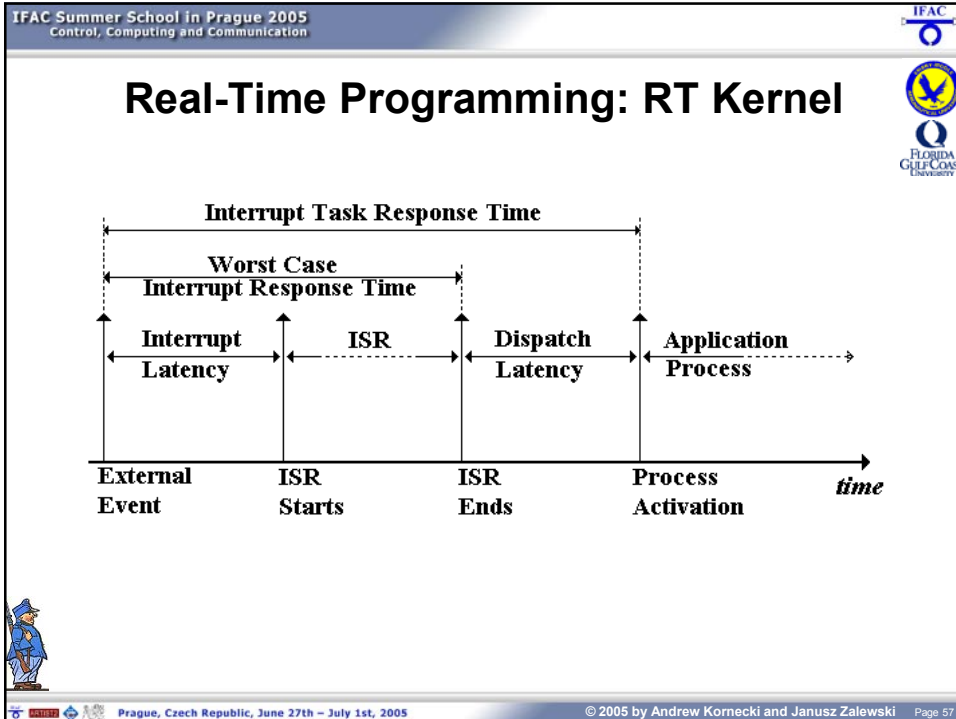 IFAC Summer School in Prague 2005
Control, Computing and Communication
IFAC
Real-Time Programming: RT Kernel
FLORIDA
GULF COAST
UNIVERSITY
Interrupt Task Response Time
Worst Case
Interrupt Response Time
Interrupt Latency
ISR
Dispatch Latency
Application Process
External Event
ISR Starts
ISR Ends
Process Activation
time
ARTIST2
Prague, Czech Republic, June 27th – July 1st, 2005
© 2005 by Andrew Kornecki and Janusz Zalewski Page 57